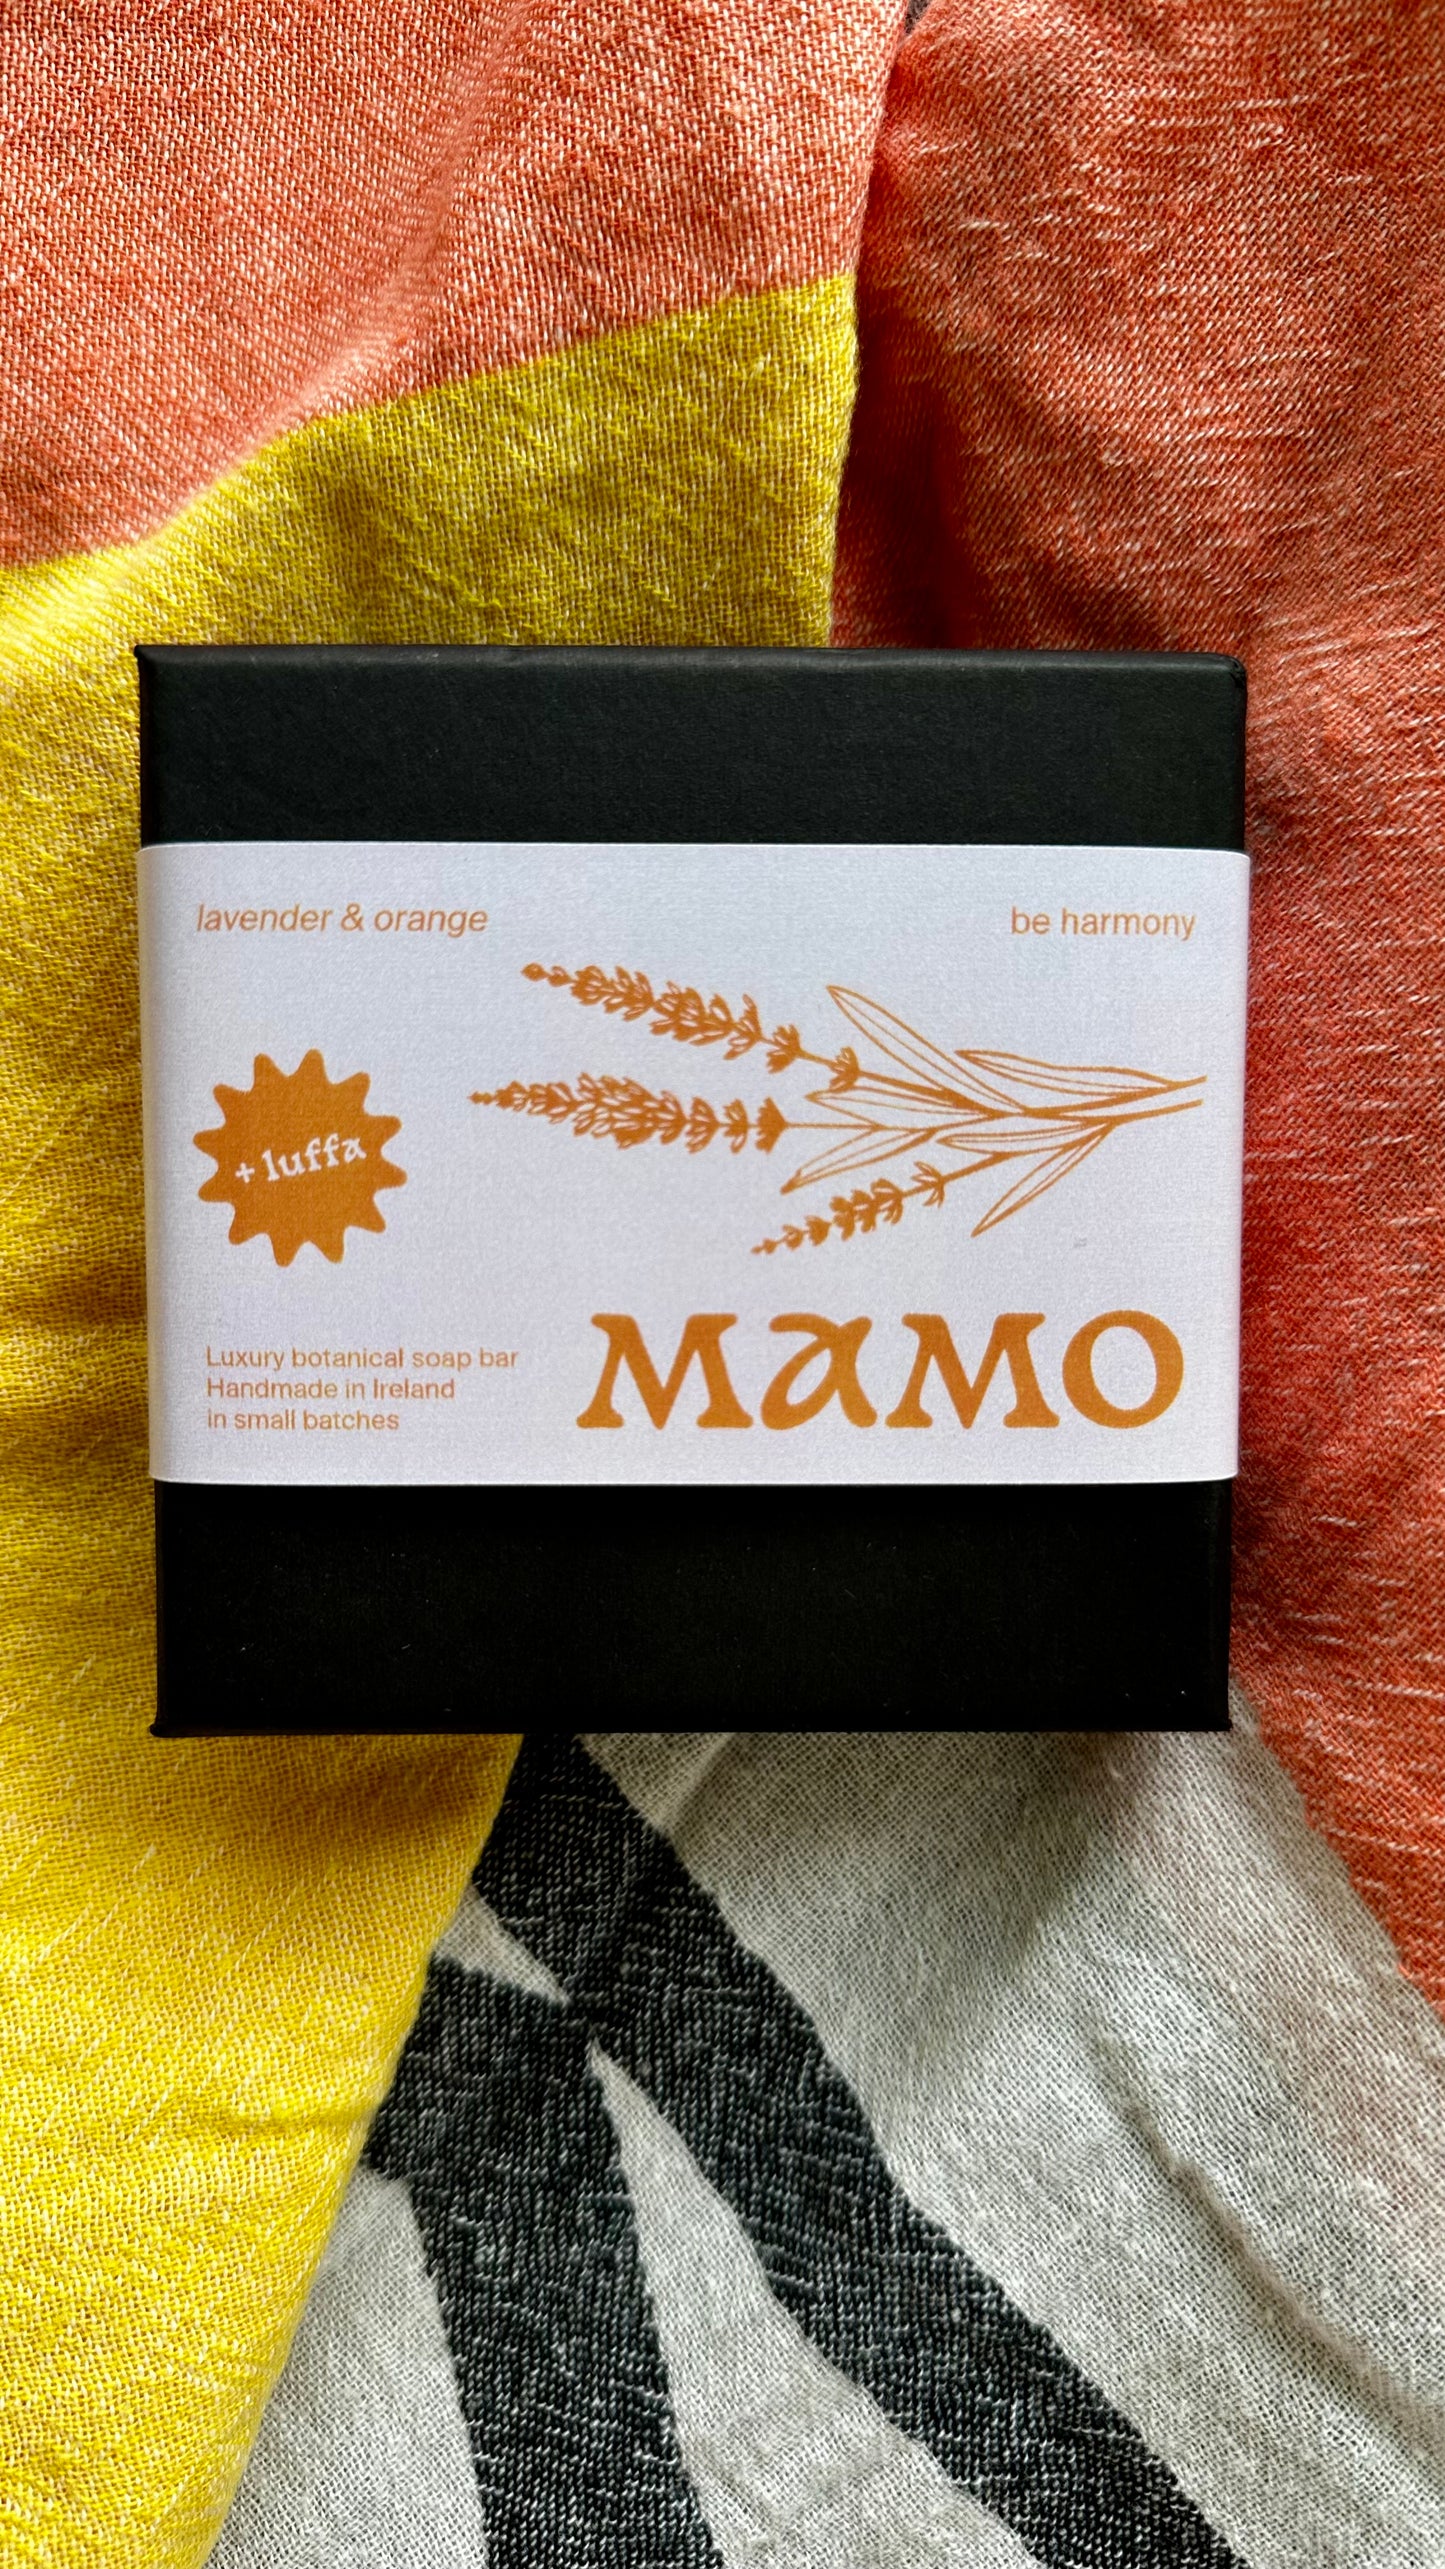 lavender & orange
be harmony
+ luffa
Luxury botanical soap bar
Handmade in Ireland
in small batches
MaMO